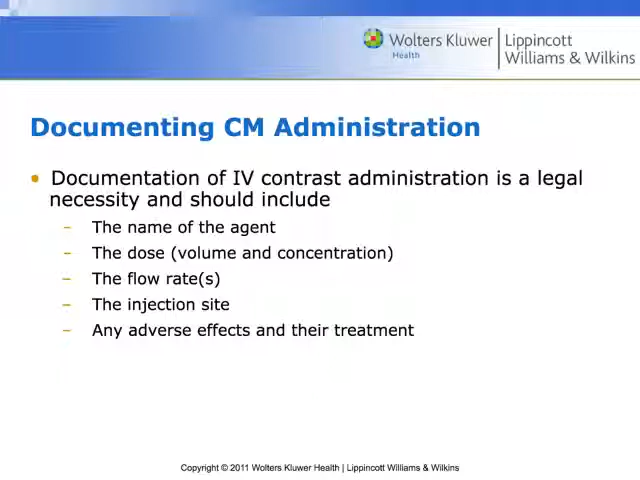 Wolters Kluwer
Health
Lippincott
Williams & Wilkins
Documenting CM Administration
• Documentation of IV contrast administration is a legal
necessity and should include
– The name of the agent
– The dose (volume and concentration)
– The flow rate(s)
– The injection site
– Any adverse effects and their treatment
Copyright © 2011 Wolters Kluwer Health | Lippincott Williams & Wilkins